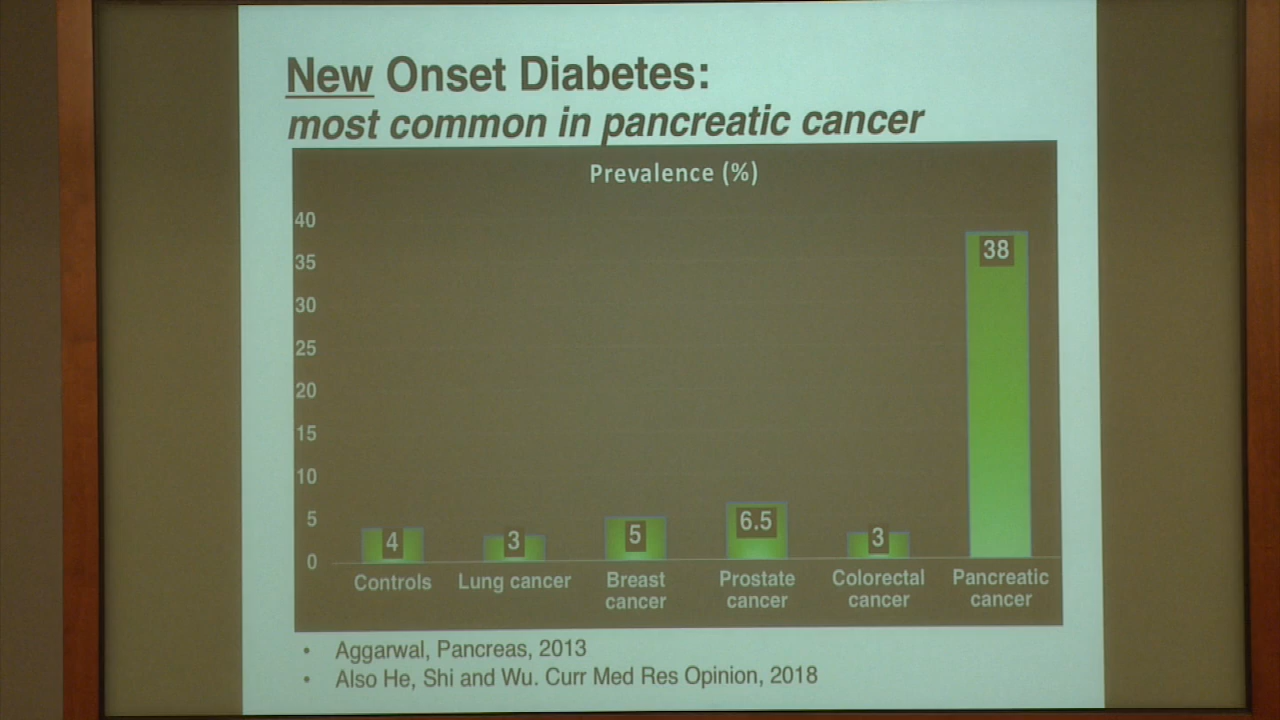 New Onset Diabetes:
most common in pancreatic cancer
Prevalence (%)
40
35
30
25
20
15
10
5
0
4
3
5
6.5
3
38
Controls
Lung cancer
Breast
cancer
Prostate
cancer
Colorectal
cancer
Pancreatic
cancer
• Aggarwal, Pancreas, 2013
• Also He, Shi and Wu. Curr Med Res Opinion, 2018